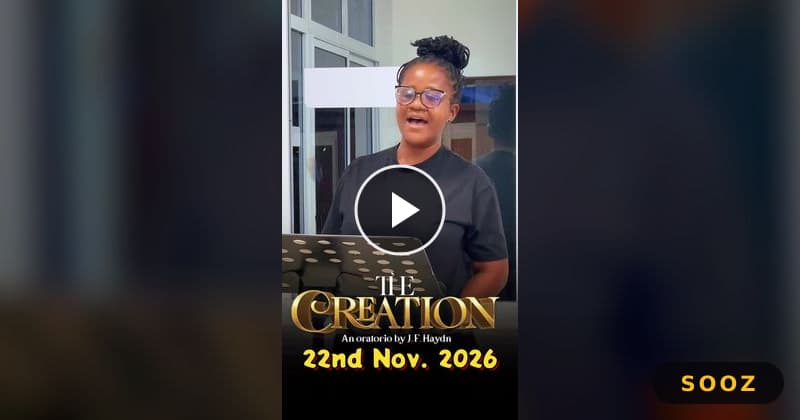 THE
CREATION
An oratorio by J. F. Haydn
22nd Nov. 2026
SOOZ